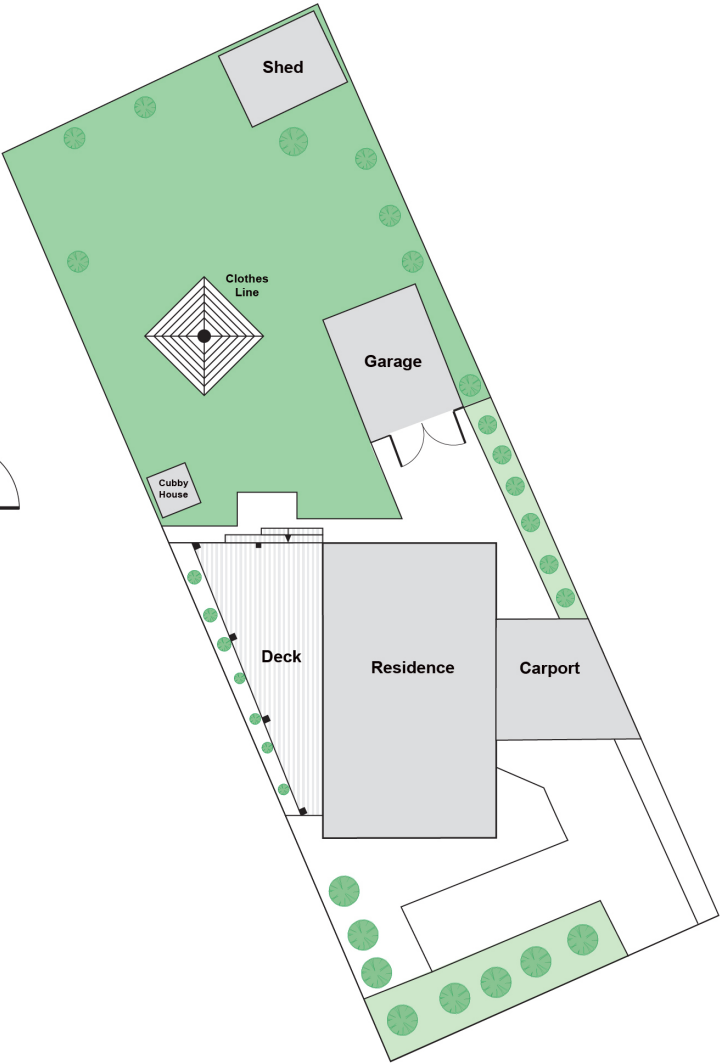 Shed
Clothes
Line
Garage
Cubby
House
Deck
Residence
Carport